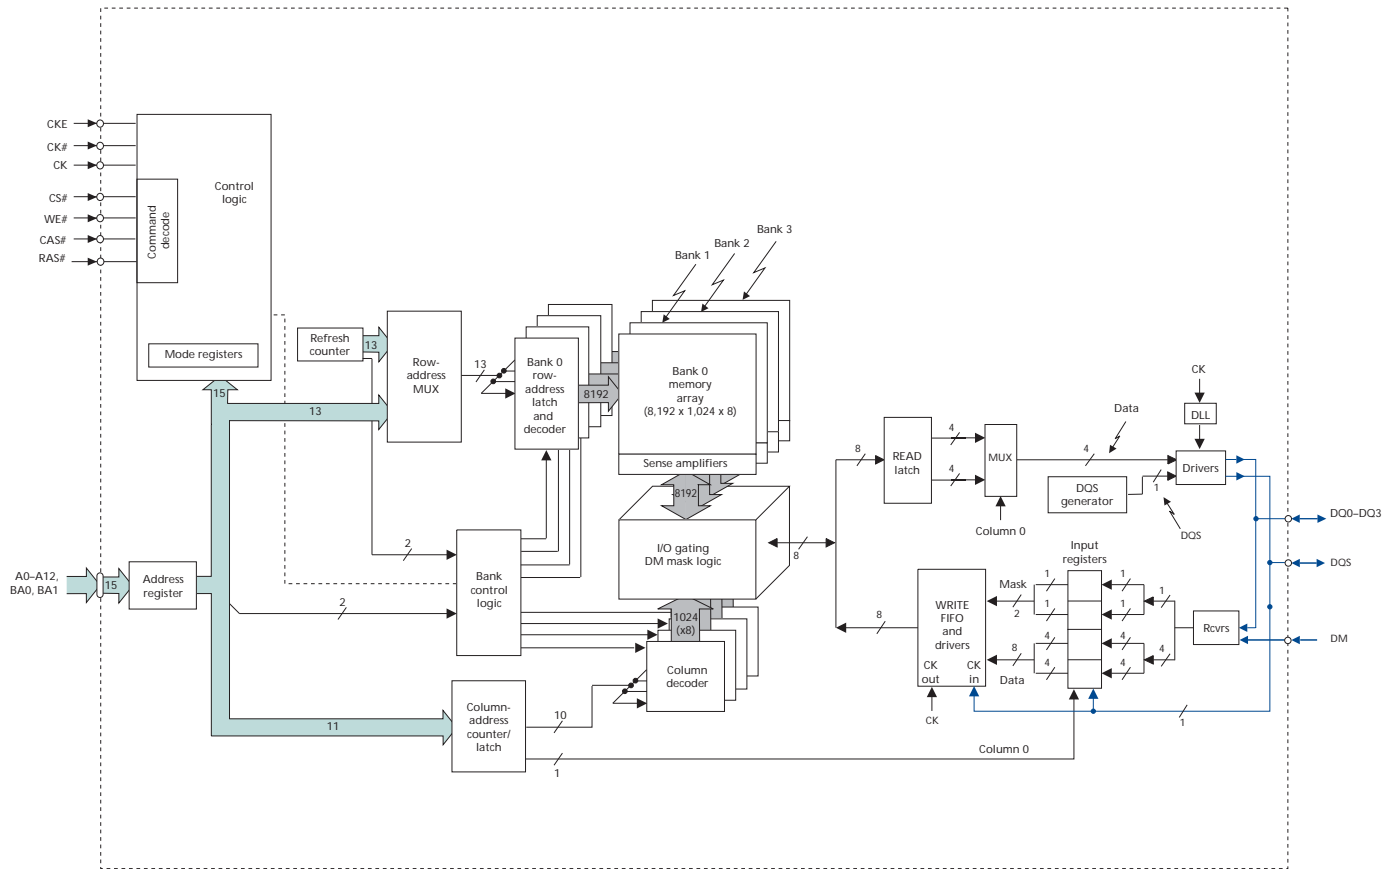 CKE
CK#
CK
CS#
WE#
CAS#
RAS#
Control
logic
Command
decode
Mode registers
15
Refresh
counter
13
13
Row-
address
MUX
13
Bank 0
row-
address
latch
and
decoder
8192
Bank 1
Bank 2
Bank 3
Bank 0
memory
array
(8,192 x 1,024 x 8)
Sense amplifiers
8192
I/O gating
DM mask logic
8
1024
(x8)
Column
decoder
A0–A12,
BA0, BA1
15
Address
register
2
2
Bank
control
logic
11
Column-
address
counter/
latch
10
1
Column 0
8
READ
latch
4
4
MUX
Column 0
4
Data
CK
DLL
Drivers
DQS
generator
1
DQS
DQ0–DQ3
DQS
DM
Input
registers
8
WRITE
FIFO
and
drivers
CK
out
CK
in
CK
Mask
2
8
Data
1
1
4
4
1
1
4
4
1
4
Rcvrs
1